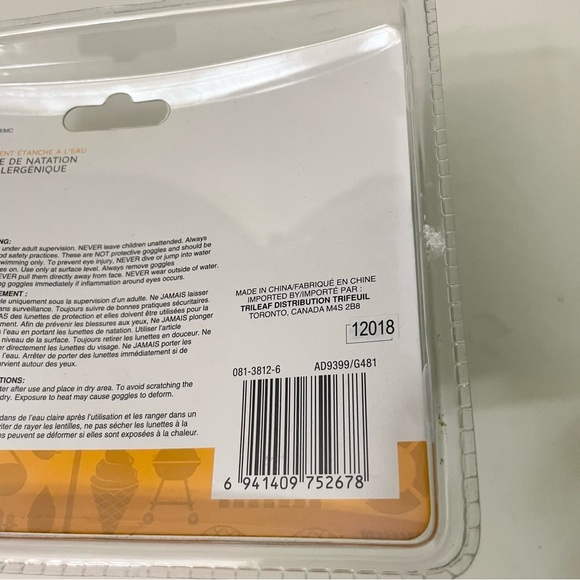 MC
ENT ÉTANCHE À L'EAU
E DE NATATION
LERGÉNIQUE
NG:
under adult supervision. NEVER leave children unattended. Always
od safety practices. These are NOT protective goggles and should be
swimming only. To prevent eye injury, NEVER dive or jump into water
es on. Use only at surface level. Always remove goggles
EVER pull them directly away from face. NEVER wear outside of water.
ng goggles immediately if inflammation around eyes occurs.
EMENT :
le uniquement sous la supervision d'un adulte. Ne JAMAIS laisser
ans surveillance. Toujours suivre de bonnes pratiques sécuritaires.
AS des lunettes de protection et elles doivent être utilisées pour la
ment. Afin de prévenir les blessures aux yeux, Ne JAMAIS plonger
l'eau en portant les lunettes de natation. Utiliser l'article
niveau de la surface. Toujours retirer les lunettes en douceur. Ne
er directement les lunettes du visage. Ne JAMAIS porter les
l'eau. Arrêter de porter des lunettes immédiatement si de
rvient autour des yeux.
TIONS:
ter after use and place in dry area. To avoid scratching the
dry. Exposure to heat may cause goggles to deform.
dans de l'eau claire après l'utilisation et les ranger dans un
iter de rayer les lentilles, ne pas sécher les lunettes à la
es peuvent se déformer si elles sont exposées à la chaleur.
MADE IN CHINA/FABRIQUÉ EN CHINE
IMPORTED BY/IMPORTÉ PAR :
TRILEAF DISTRIBUTION TRIFEUIL
TORONTO, CANADA M4S 2B8
12018
081-3812-6 AD9399/G481
6 941409 752678